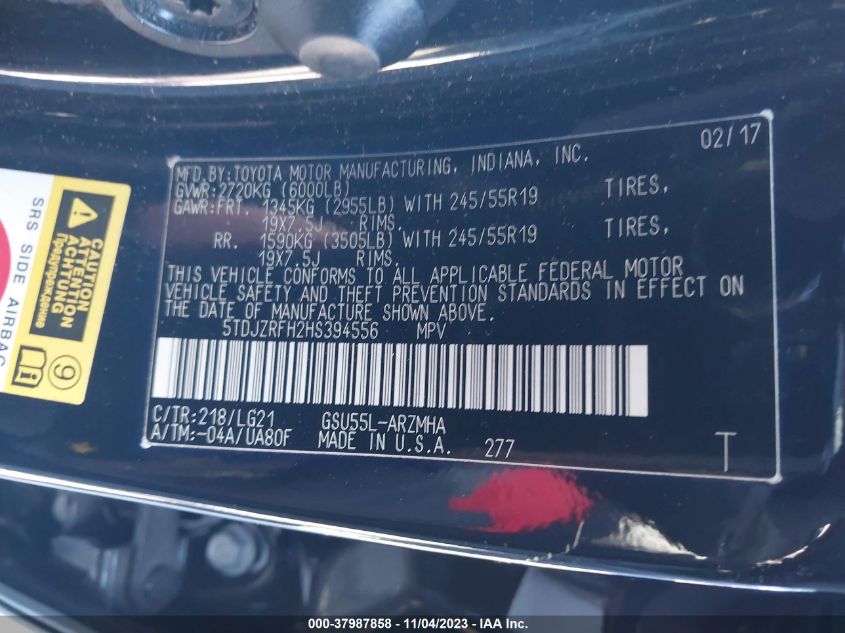 02/17
MFD.BY:TOYOTA MOTOR MANUFACTURING, INDIANA, INC.
GVWR:2720KG (6000LB)
GAWR:FRT. 1345KG (2955LB) WITH 245/55R19 TIRES,
19X7.5J RIMS.
RR. 1590KG (3505LB) WITH 245/55R19 TIRES,
19X7.5J RIMS.
THIS VEHICLE CONFORMS TO ALL APPLICABLE FEDERAL MOTOR
VEHICLE SAFETY AND THEFT PREVENTION STANDARDS IN EFFECT ON
THE DATE OF MANUFACTURE SHOWN ABOVE.
5TDJZRFH2HS394556 MPV
C/TR:218/LG21 GSU55L-ARZMHA
A/TM:-04A/UA80F MADE IN U.S.A. 277
T
SRS SIDE AIRBAG
CAUTION
ATTENTION
ACHTUNG
Предупреждение
9
000-37987858 - 11/04/2023 - IAA Inc.